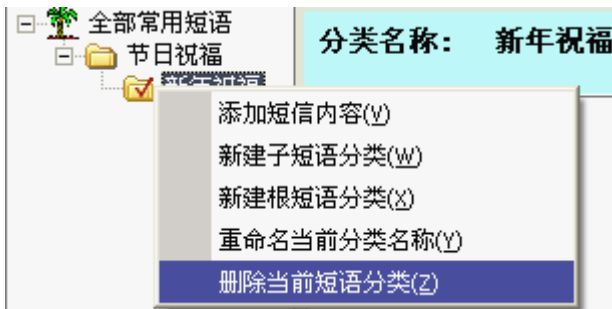 全部常用短语
分类名称: 新年祝福
节日祝福
添加短信内容(V)
新建子短语分类(W)
新建根短语分类(X)
重命名当前分类名称(Y)
删除当前短语分类(Z)